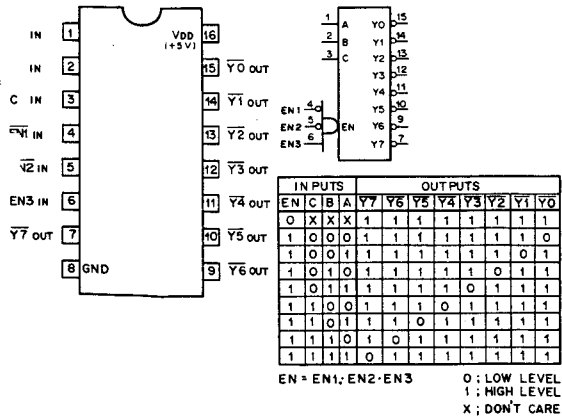 IN 1 VDD (+5V) 16
IN 2 15 Y0 OUT
C IN 3 14 Y1 OUT
IN 4 13 Y2 OUT
IN 5 12 Y3 OUT
EN3 IN 6 11 Y4 OUT
Y7 OUT 7 10 Y5 OUT
8 GND 9 Y6 OUT
1 A Y0 15
2 B Y1 14
3 C Y2 13
Y3 12
Y4 11
EN1 4 Y5 10
EN2 5 EN Y6 9
EN3 6 Y7 7
INPUTS OUTPUTS
EN C B A Y7 Y6 Y5 Y4 Y3 Y2 Y1 Y0
0 X X X 1 1 1 1 1 1 1 1
1 0 0 0 1 1 1 1 1 1 1 0
1 0 0 1 1 1 1 1 1 1 0 1
1 0 1 0 1 1 1 1 1 0 1 1
1 0 1 1 1 1 1 1 0 1 1 1
1 1 0 0 1 1 1 0 1 1 1 1
1 1 0 1 1 1 0 1 1 1 1 1
1 1 1 0 1 0 1 1 1 1 1 1
1 1 1 1 0 1 1 1 1 1 1 1
EN = EN1 · EN2 · EN3
0 ; LOW LEVEL
1 ; HIGH LEVEL
X ; DON'T CARE